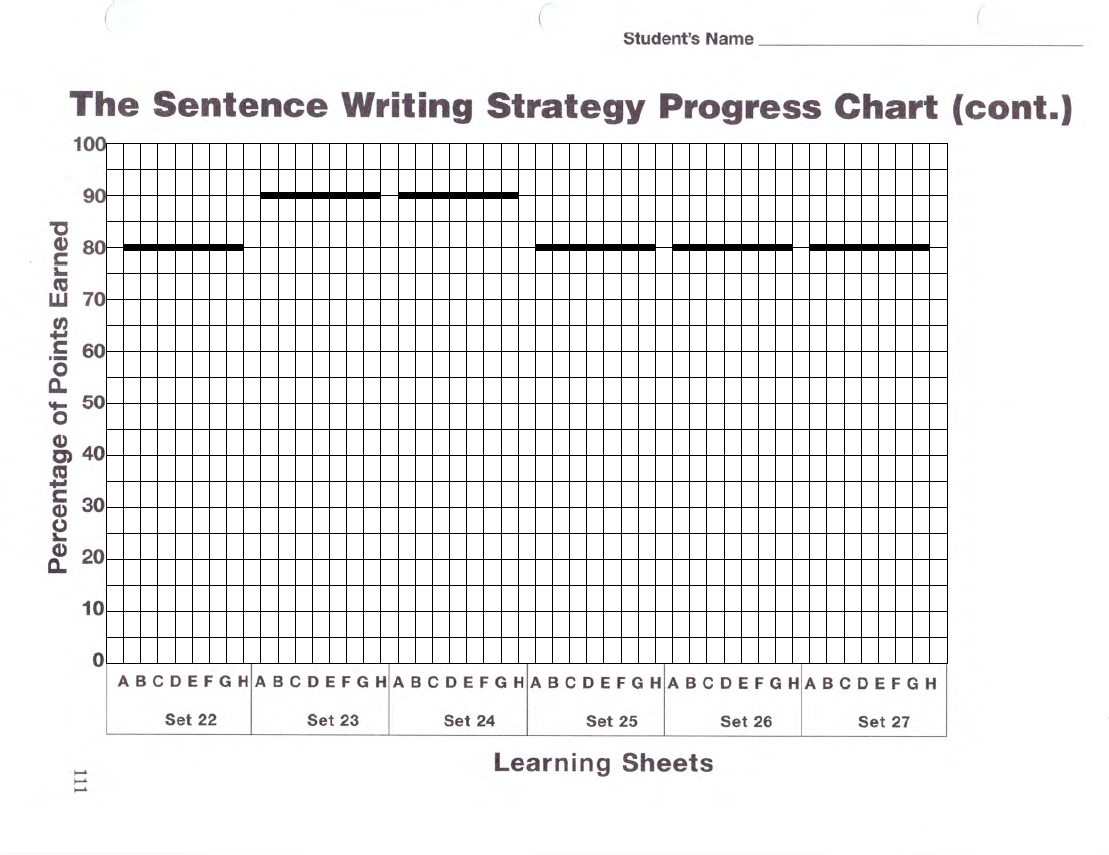 Student's Name
The Sentence Writing Strategy Progress Chart (cont.)
Percentage of Points Earned
100
90
80
70
60
50
40
30
20
10
0
A B C D E F G H A B C D E F G H A B C D E F G H A B C D E F G H A B C D E F G H A B C D E F G H
Set 22 Set 23 Set 24 Set 25 Set 26 Set 27
Learning Sheets
111